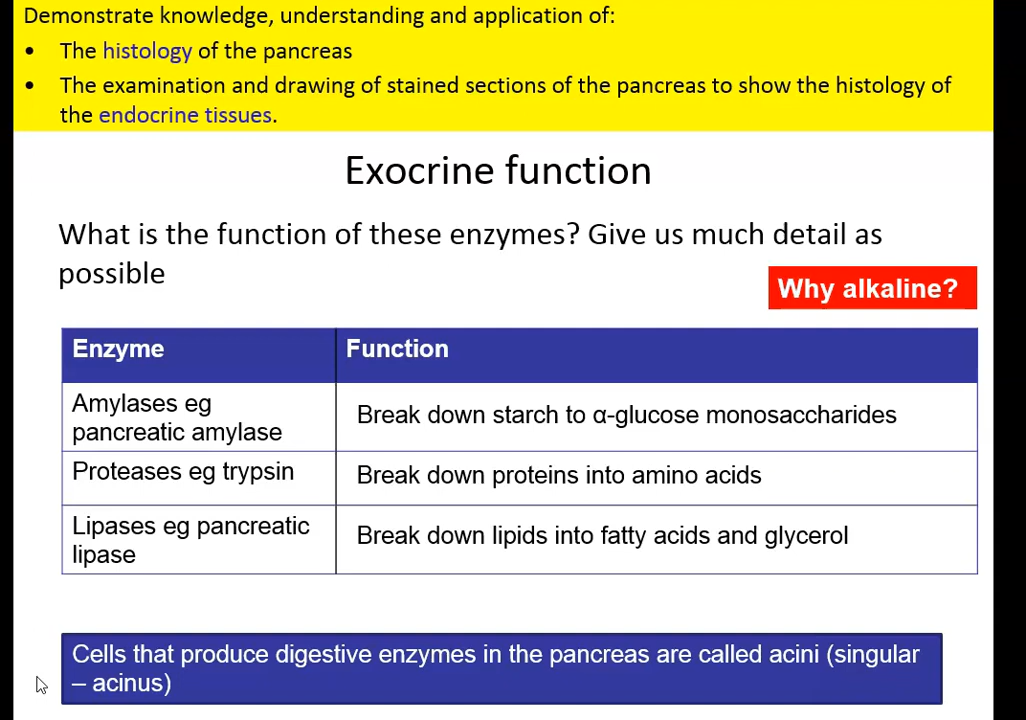 Demonstrate knowledge, understanding and application of:
• The histology of the pancreas
• The examination and drawing of stained sections of the pancreas to show the histology of
the endocrine tissues.
Exocrine function
What is the function of these enzymes? Give us much detail as
possible
Why alkaline?
Enzyme Function
Amylases eg
pancreatic amylase
Break down starch to α-glucose monosaccharides
Proteases eg trypsin
Break down proteins into amino acids
Lipases eg pancreatic
lipase
Break down lipids into fatty acids and glycerol
Cells that produce digestive enzymes in the pancreas are called acini (singular
– acinus)